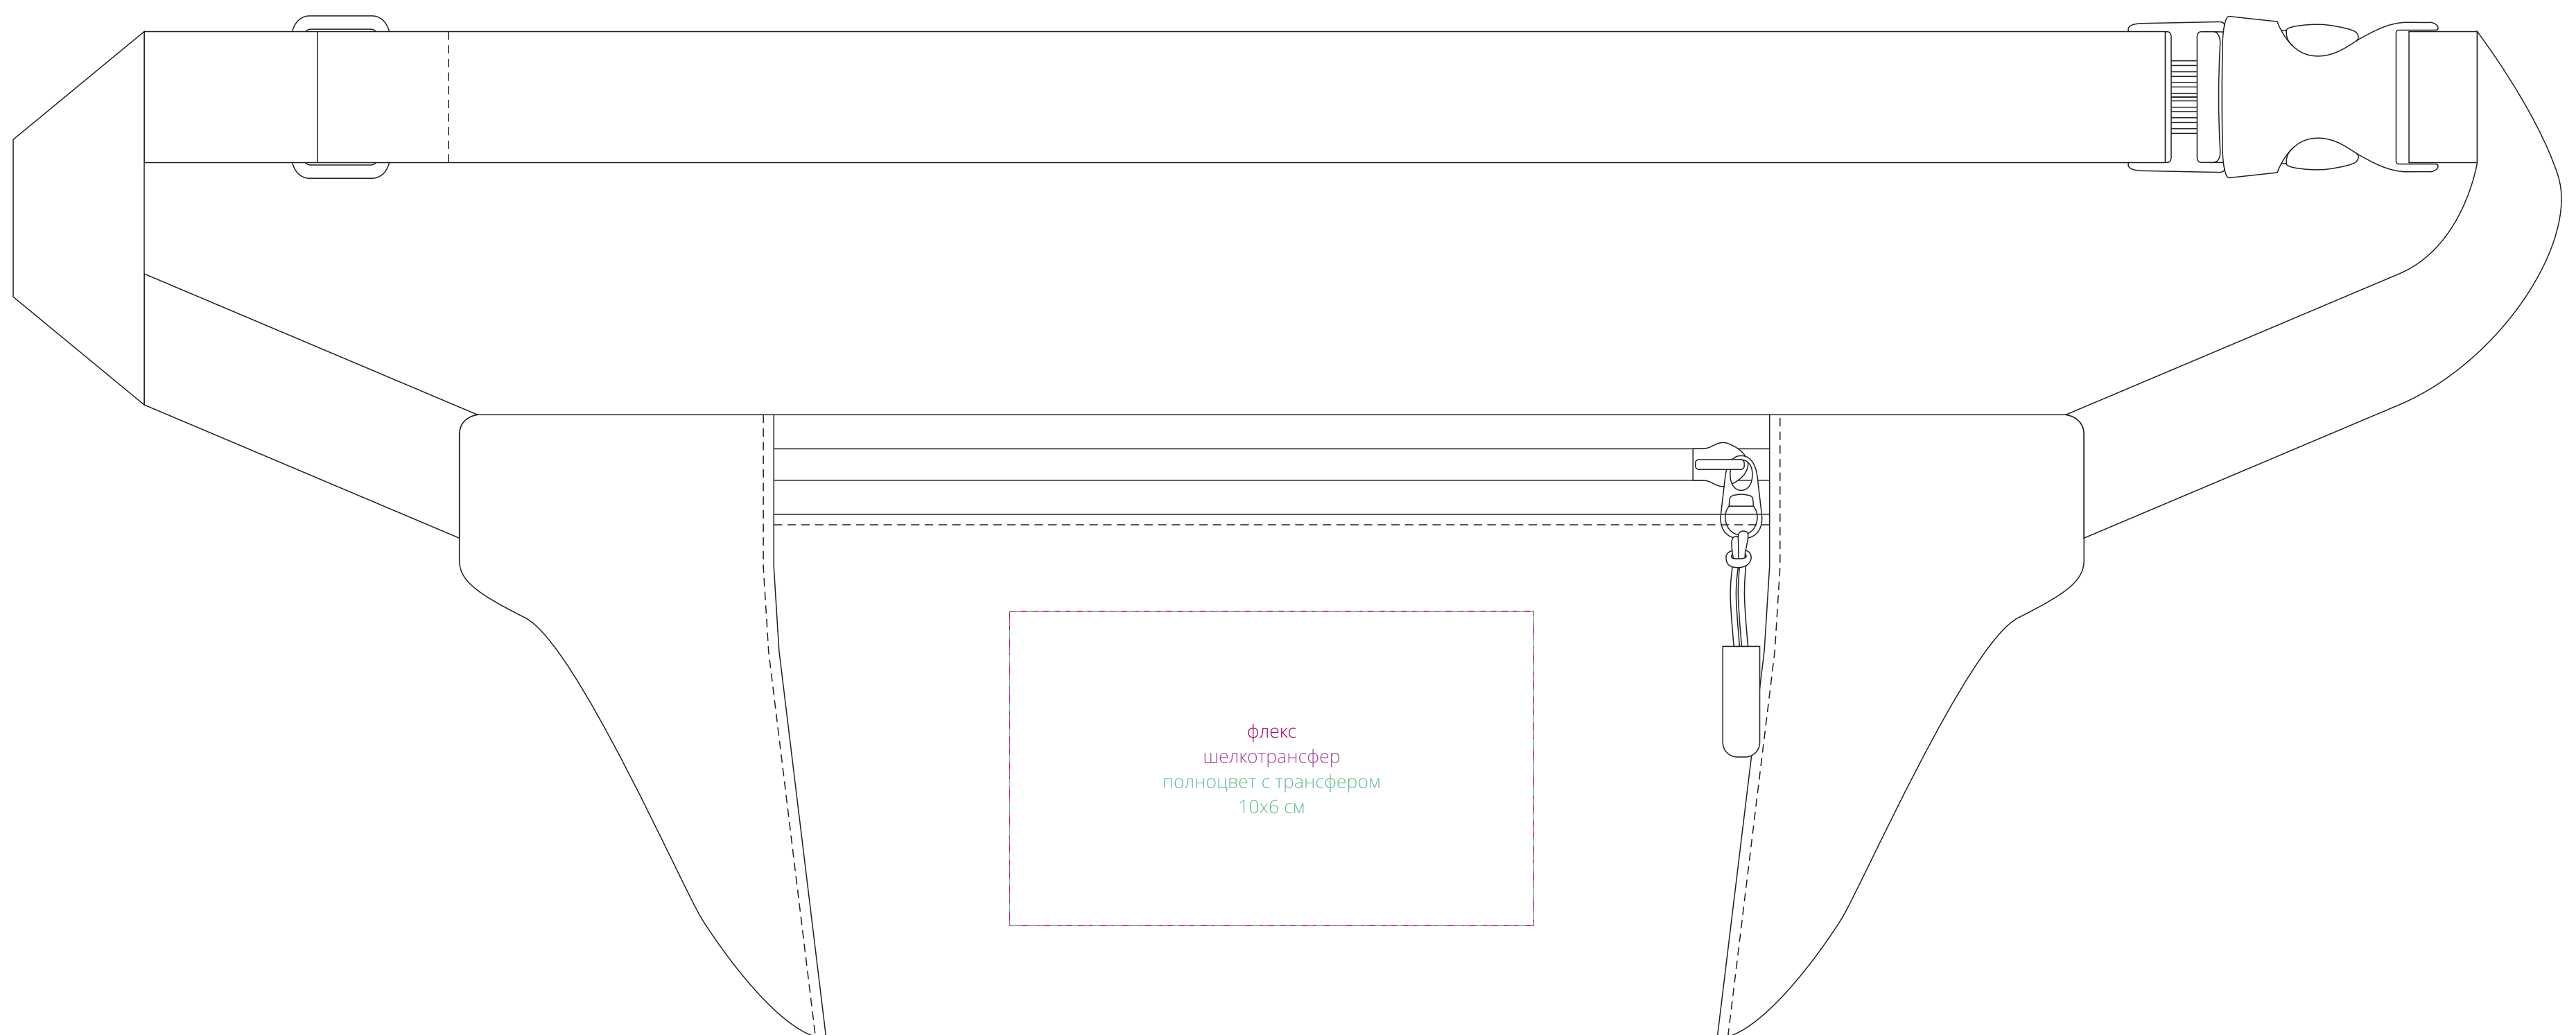 флекс
шелкотрансфер
полноцвет с трансфером
10х6 см